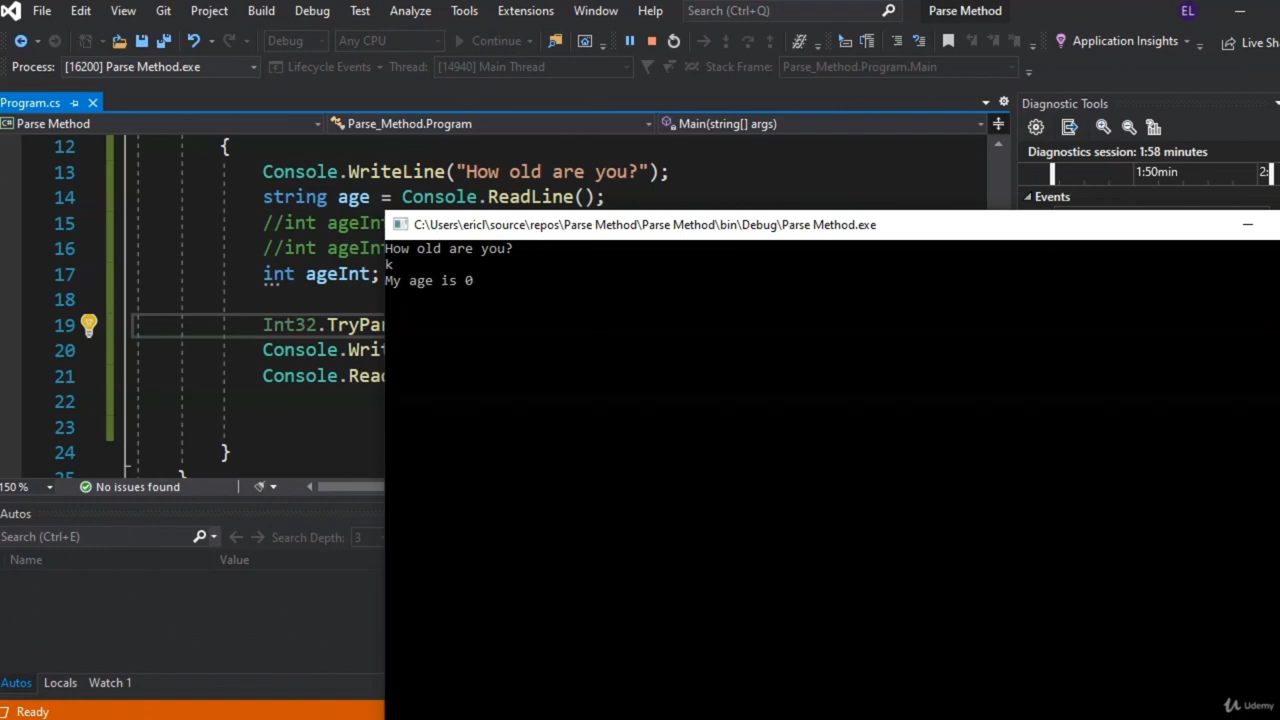 File Edit View Git Project Build Debug Test Analyze Tools Extensions Window Help Search (Ctrl+Q) Parse Method EL
Debug Any CPU Continue Application Insights Live Sh
Process: [16200] Parse Method.exe Lifecycle Events Thread: [14940] Main Thread Stack Frame: Parse_Method.Program.Main
Program.cs
Diagnostic Tools
Parse Method Parse_Method.Program Main(string[] args)
Diagnostics session: 1:58 minutes
1:50min 2:
Events
12 {
13 Console.WriteLine("How old are you?");
14 string age = Console.ReadLine();
15 //int ageInt
16 //int ageInt
17 int ageInt;
18
19 Int32.TryPar
20 Console.Writ
21 Console.Read
22
23
24 }
25 }
C:\Users\ericl\source\repos\Parse Method\Parse Method\bin\Debug\Parse Method.exe
How old are you?
k
My age is 0
150 % No issues found
Autos
Search (Ctrl+E) Search Depth: 3
Name Value
Autos Locals Watch 1
Ready
Udemy